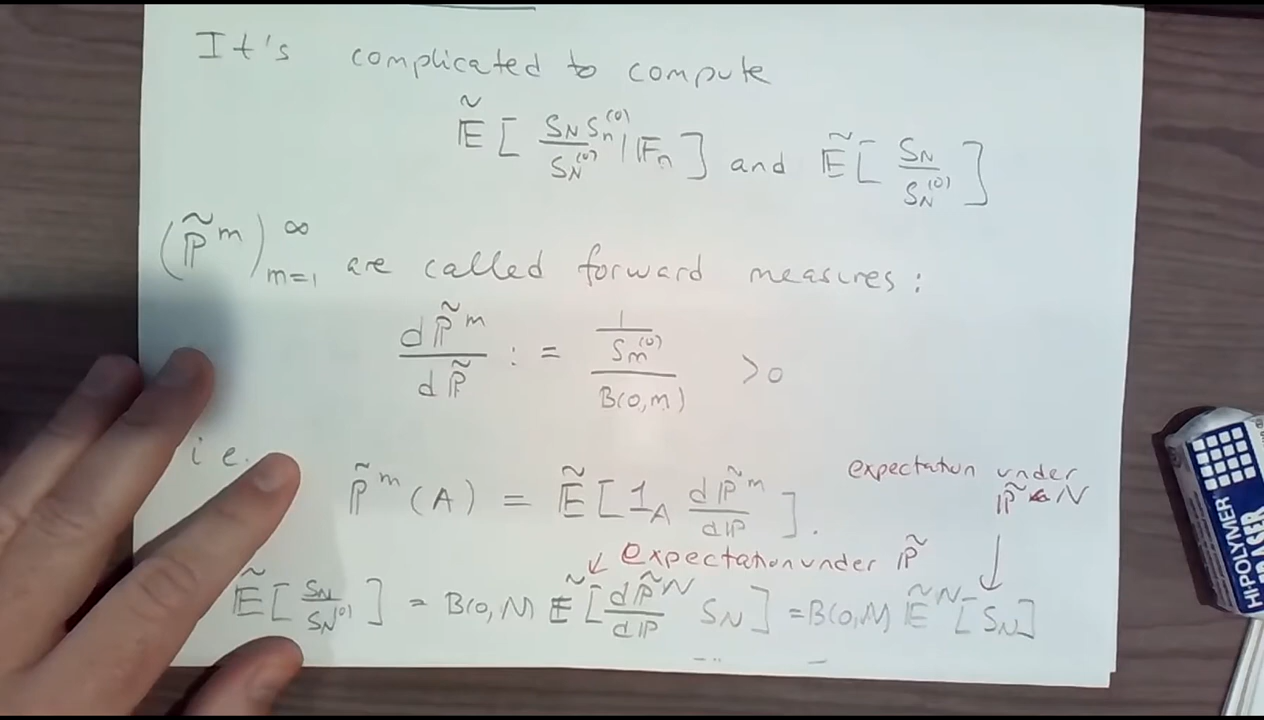 It's complicated to compute
Ẽ[ S_N S_n^(0) / S_N^(0) | F_n ] and Ẽ[ S_N / S_N^(0) ]
(P̃^m)_{m=1}^∞ are called forward measures :
dP̃^m / dP̃ := (1 / S_m^(0)) / B(0,m) > 0
i.e.
P̃^m (A) = Ẽ[ 1_A dP̃^m / dP ].
expectation under
P̃ N
↙ expectation under P̃
Ẽ[ S_N / S_N^(0) ] = B(0,N) Ẽ[ dP̃^N / dP S_N ] = B(0,N) Ẽ^N [ S_N ]
HI-POLYMER
ERASER